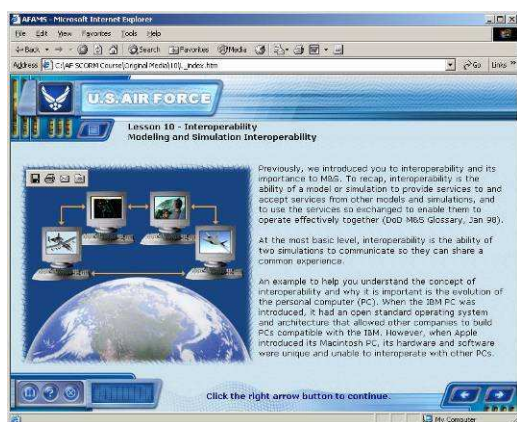 AFAMS - Microsoft Internet Explorer
File Edit View Favorites Tools Help
Back Search Favorites Media
Address C:\AF SCORM Course\Original Media\10\_index.htm Go Links »
U.S. AIR FORCE
Lesson 10 - Interoperability
Modeling and Simulation Interoperability
Previously, we introduced you to interoperability and its
importance to M&S. To recap, interoperability is the
ability of a model or simulation to provide services to and
accept services from other models and simulations, and
to use the services so exchanged to enable them to
operate effectively together (DoD M&S Glossary, Jan 98).
At the most basic level, interoperability is the ability of
two simulations to communicate so they can share a
common experience.
An example to help you understand the concept of
interoperability and why it is important is the evolution of
the personal computer (PC). When the IBM PC was
introduced, it had an open standard operating system
and architecture that allowed other companies to build
PCs compatible with the IBM. However, when Apple
introduced its Macintosh PC, its hardware and software
were unique and unable to interoperate with other PCs.
Click the right arrow button to continue.
My Computer